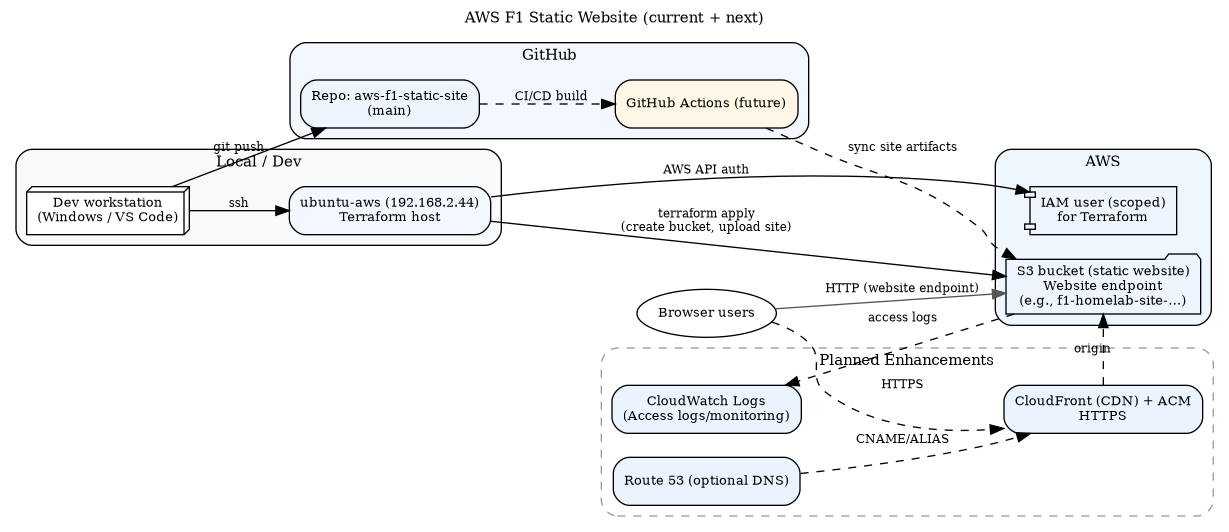 AWS F1 Static Website (current + next)
GitHub
Repo: aws-f1-static-site
(main)
CI/CD build
GitHub Actions (future)
git push
Local / Dev
Dev workstation
(Windows / VS Code)
ssh
ubuntu-aws (192.168.2.44)
Terraform host
AWS API auth
sync site artifacts
terraform apply
(create bucket, upload site)
AWS
IAM user (scoped)
for Terraform
S3 bucket (static website)
Website endpoint
(e.g., f1-homelab-site-...)
Browser users
HTTP (website endpoint)
access logs
origin
Planned Enhancements
HTTPS
CloudWatch Logs
(Access logs/monitoring)
CloudFront (CDN) + ACM
HTTPS
CNAME/ALIAS
Route 53 (optional DNS)